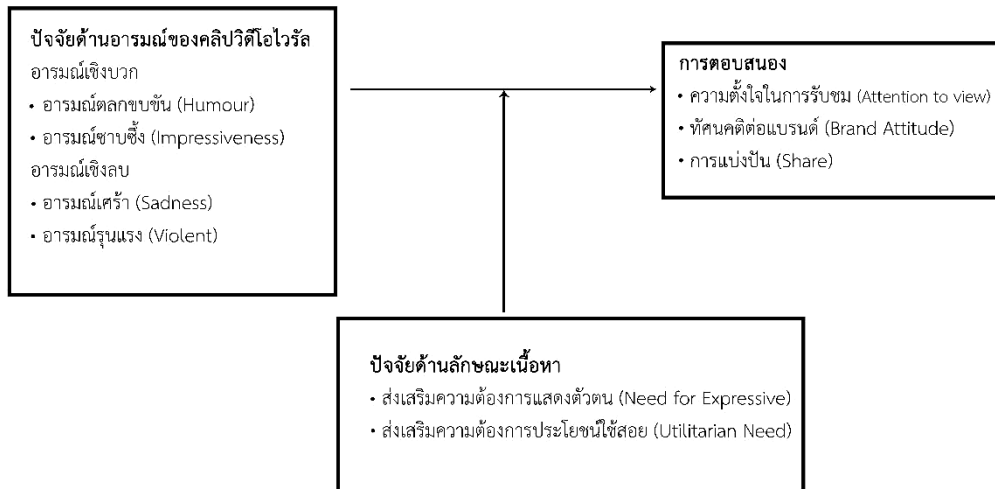 ปัจจัยด้านอารมณ์ของคลิปวิดีโอไวรัล
อารมณ์เชิงบวก
• อารมณ์ตลกขบขัน (Humour)
• อารมณ์ซาบซึ้ง (Impressiveness)
อารมณ์เชิงลบ
• อารมณ์เศร้า (Sadness)
• อารมณ์รุนแรง (Violent)
การตอบสนอง
• ความตั้งใจในการรับชม (Attention to view)
• ทัศนคติต่อแบรนด์ (Brand Attitude)
• การแบ่งปัน (Share)
ปัจจัยด้านลักษณะเนื้อหา
• ส่งเสริมความต้องการแสดงตัวตน (Need for Expressive)
• ส่งเสริมความต้องการประโยชน์ใช้สอย (Utilitarian Need)